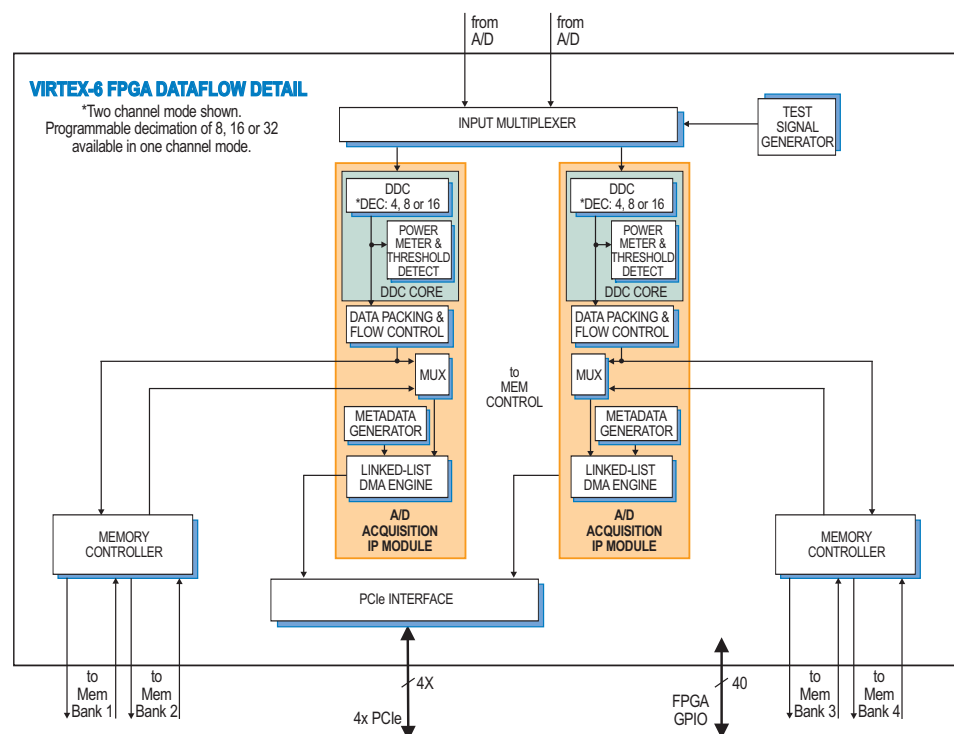 from
A/D
from
A/D
VIRTEX-6 FPGA DATAFLOW DETAIL
*Two channel mode shown.
Programmable decimation of 8, 16 or 32
available in one channel mode.
INPUT MULTIPLEXER
TEST
SIGNAL
GENERATOR
DDC
*DEC: 4, 8 or 16
POWER
METER &
THRESHOLD
DETECT
DDC CORE
DATA PACKING &
FLOW CONTROL
MUX
METADATA
GENERATOR
LINKED-LIST
DMA ENGINE
A/D
ACQUISITION
IP MODULE
to
MEM
CONTROL
DDC
*DEC: 4, 8 or 16
POWER
METER &
THRESHOLD
DETECT
DDC CORE
DATA PACKING &
FLOW CONTROL
MUX
METADATA
GENERATOR
LINKED-LIST
DMA ENGINE
A/D
ACQUISITION
IP MODULE
MEMORY
CONTROLLER
PCIe INTERFACE
MEMORY
CONTROLLER
to
Mem
Bank 1
to
Mem
Bank 2
4X
4x PCIe
40
FPGA
GPIO
to
Mem
Bank 3
to
Mem
Bank 4